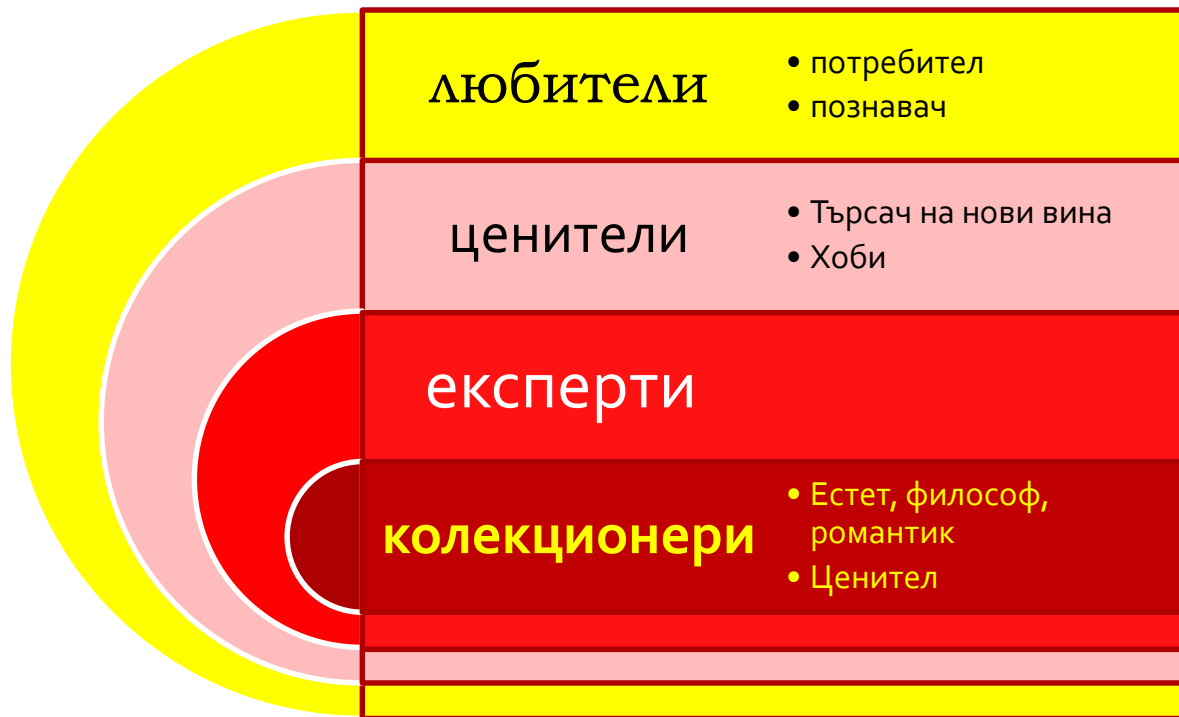 любители
• потребител
• познавач
ценители
• Търсач на нови вина
• Хоби
експерти
колекционери
• Естет, философ,
романтик
• Ценител